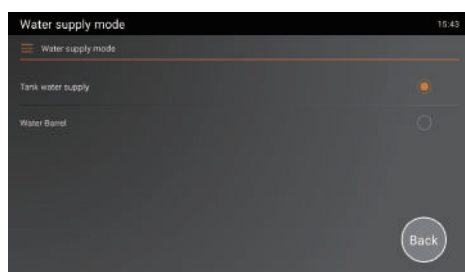 Water supply mode 15:43
Water supply mode
Tank water supply
Water Barrel
Back